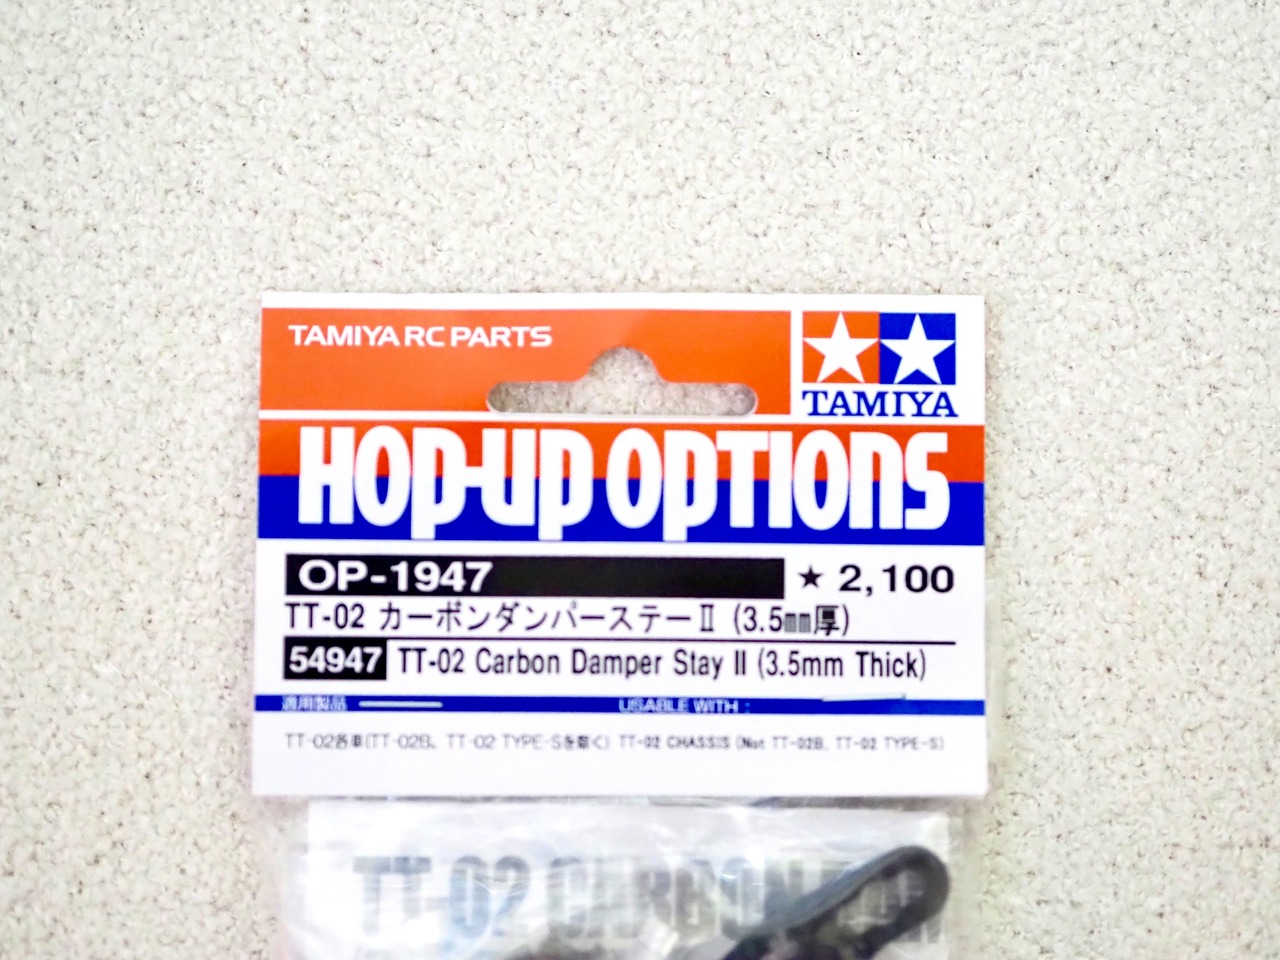 TAMIYA RC PARTS
TAMIYA
HOP-UP OPTIONS
OP-1947 ★ 2,100
TT-02 カーボンダンパーステーⅡ (3.5㎜厚)
54947 TT-02 Carbon Damper Stay II (3.5mm Thick)
適用製品 USABLE WITH :
TT-02各車(TT-02B、TT-02 TYPE-Sを除く) TT-02 CHASSIS (Not TT-02B, TT-02 TYPE-S)
TT-02 CARBON